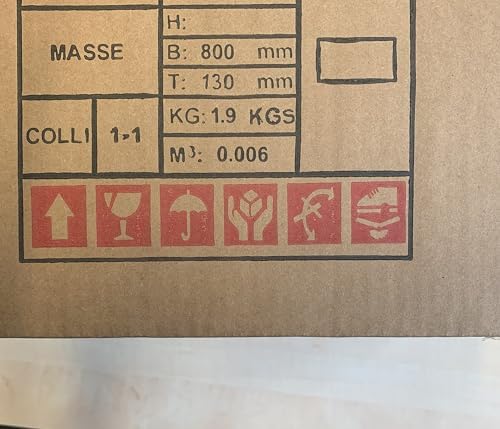 H:
MASSE
B: 800 mm
T: 130 mm
COLLI
1-1
KG: 1.9 KGS
M³: 0.006